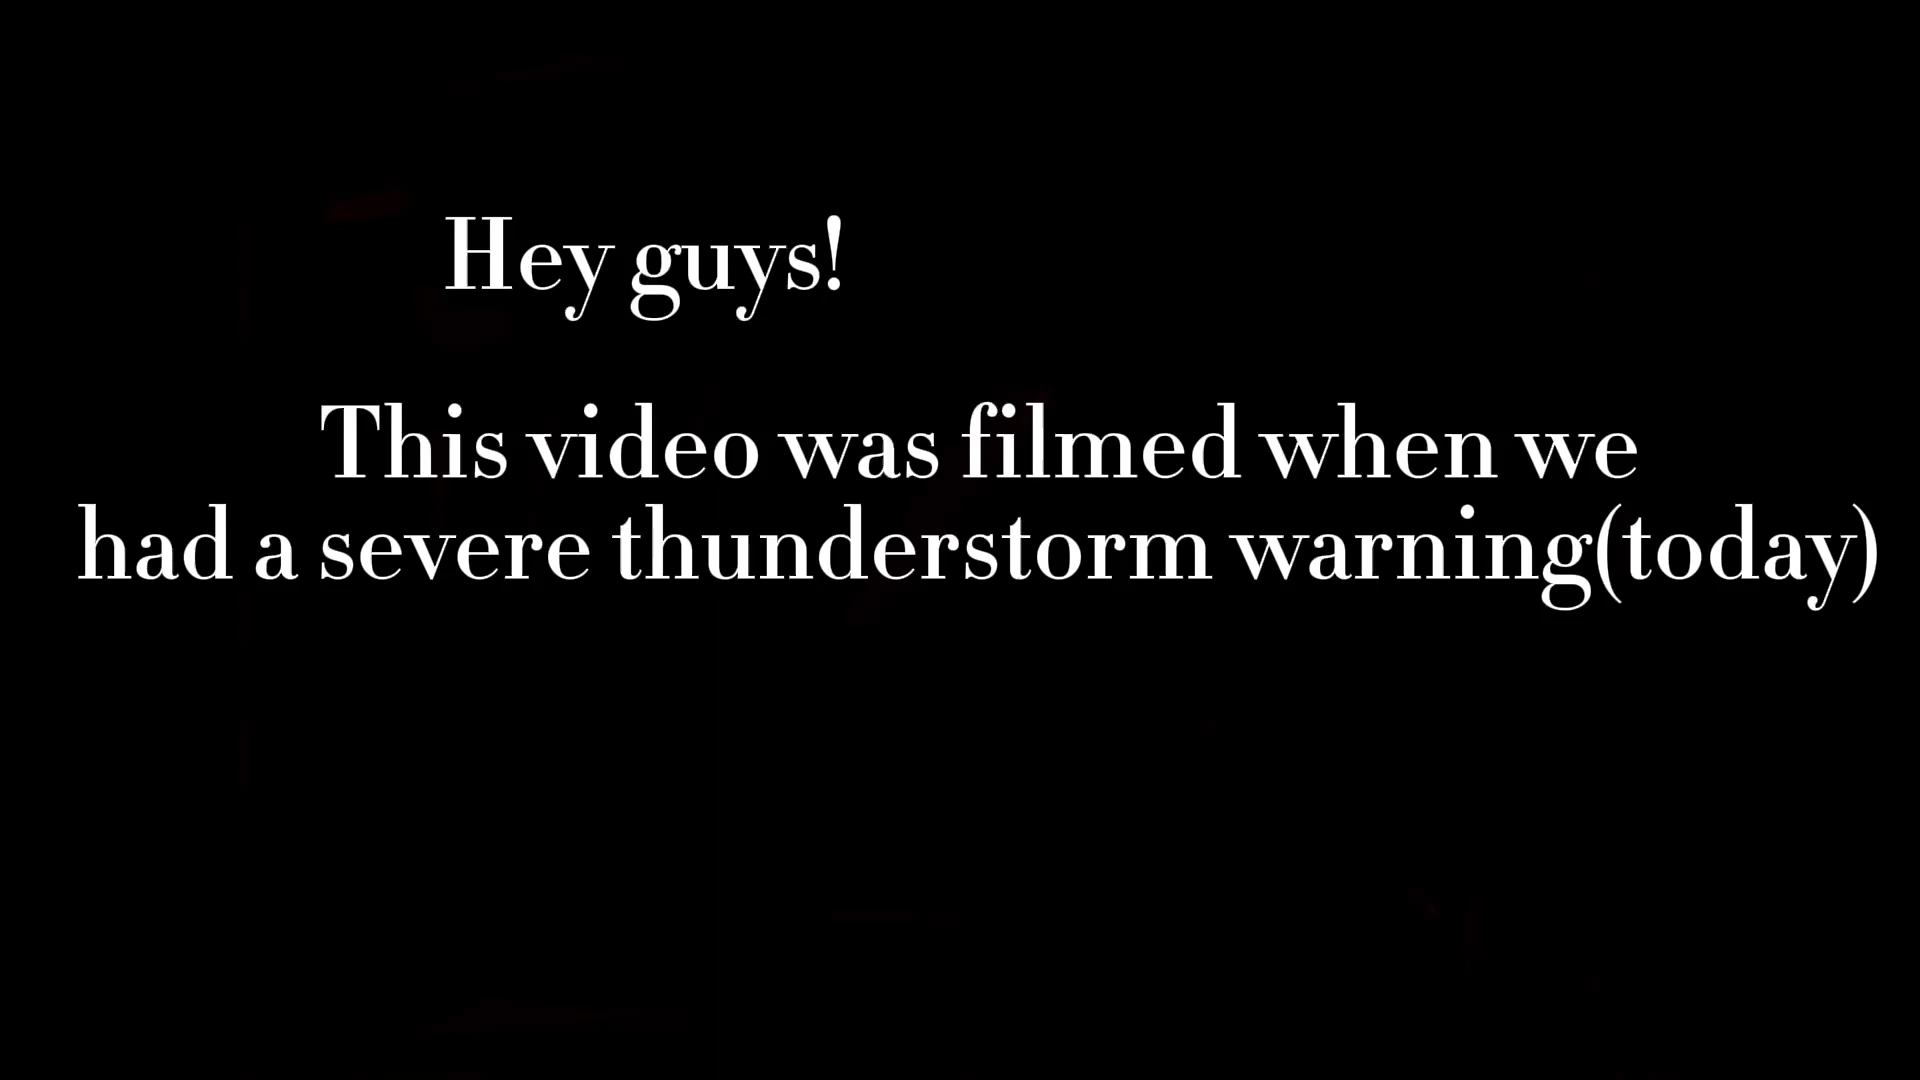 Hey guys!
This video was filmed when we
had a severe thunderstorm warning(today)